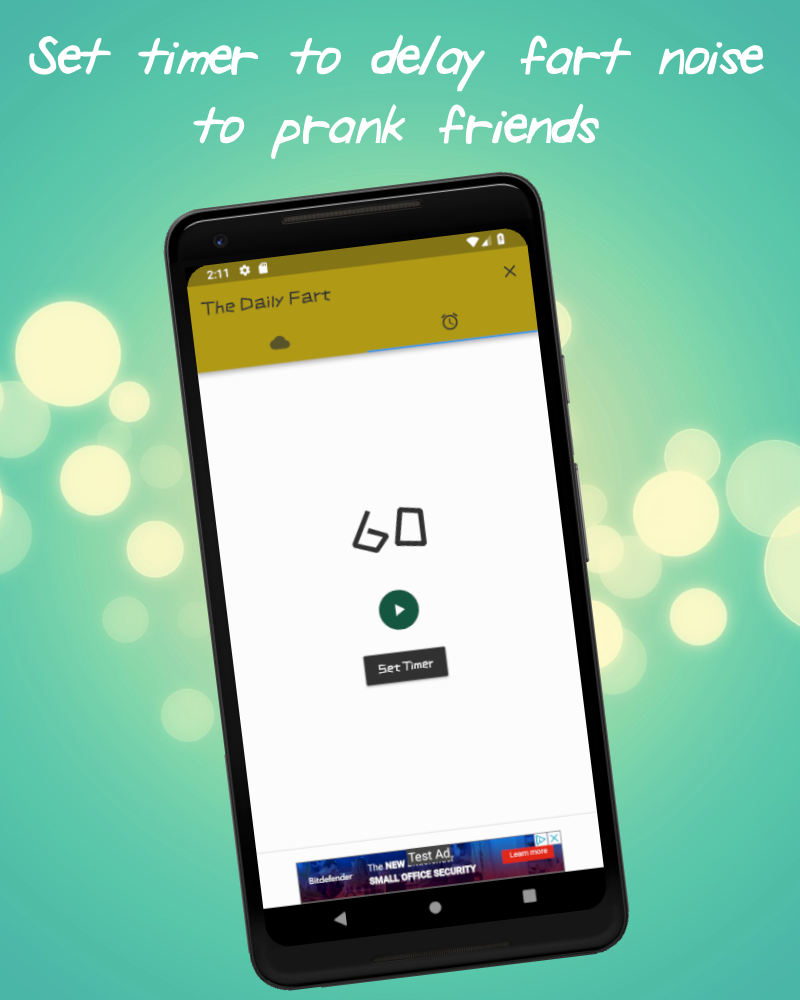 Set timer to delay fart noise
to prank friends
2:11
The Daily Fart
60
Set Timer
Bitdefender
The NEW
Test Ad
SMALL OFFICE SECURITY
Learn more